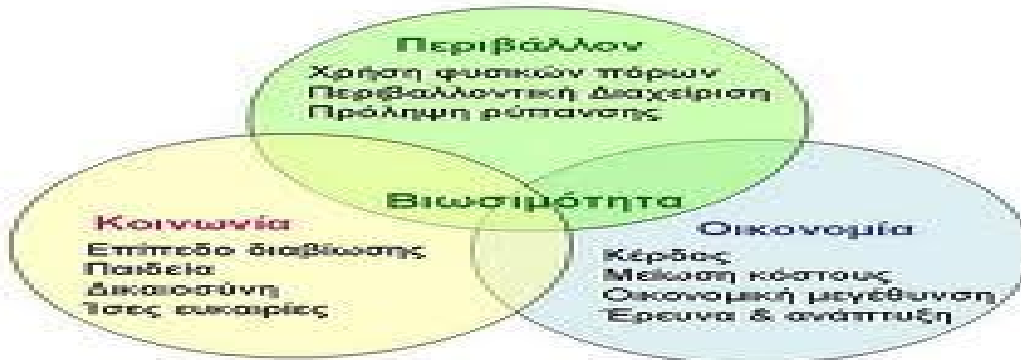 Περιβάλλον
Χρήση φυσικών πόρων
Περιβαλλοντική Διαχείριση
Πρόληψη ρύπανσης
Βιωσιμότητα
Κοινωνία
Επίπεδο διαβίωσης
Παιδεία
Δικαιοσύνη
Ίσες ευκαιρίες
Οικονομία
Κέρδος
Μείωση κόστους
Οικονομική μεγέθυνση
Έρευνα & ανάπτυξη